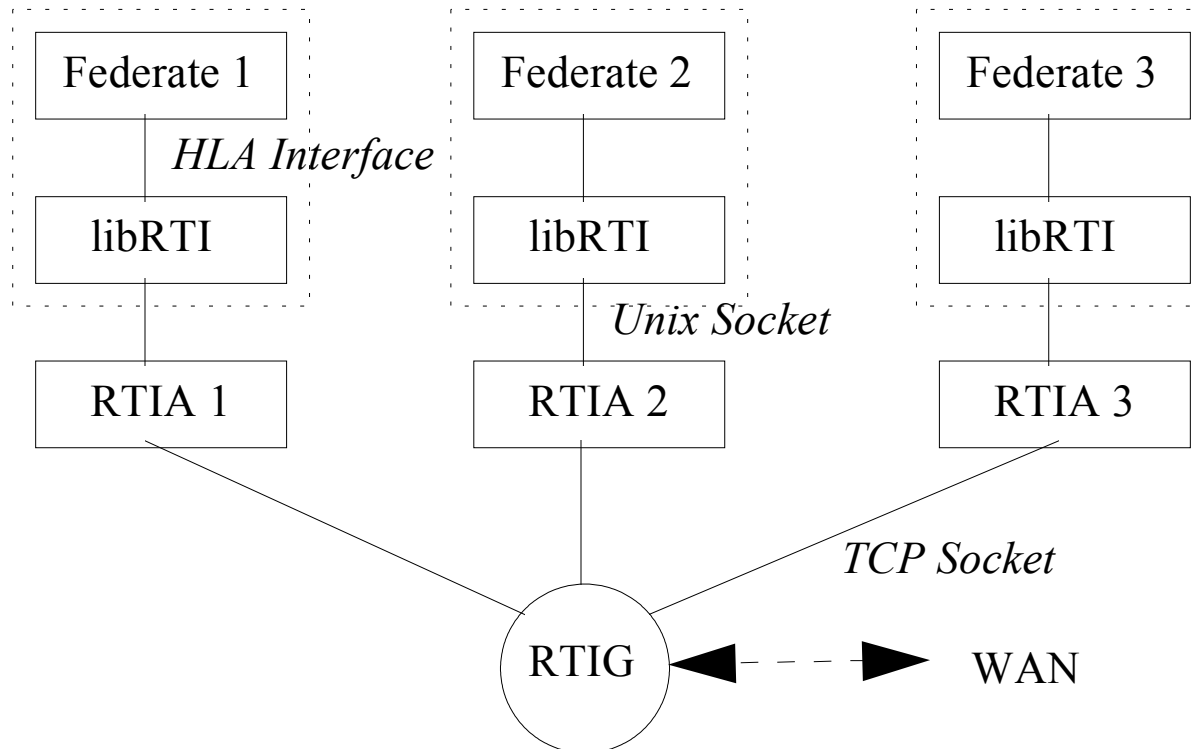 Federate 1
Federate 2
Federate 3
HLA Interface
libRTI
libRTI
libRTI
Unix Socket
RTIA 1
RTIA 2
RTIA 3
TCP Socket
RTIG
WAN